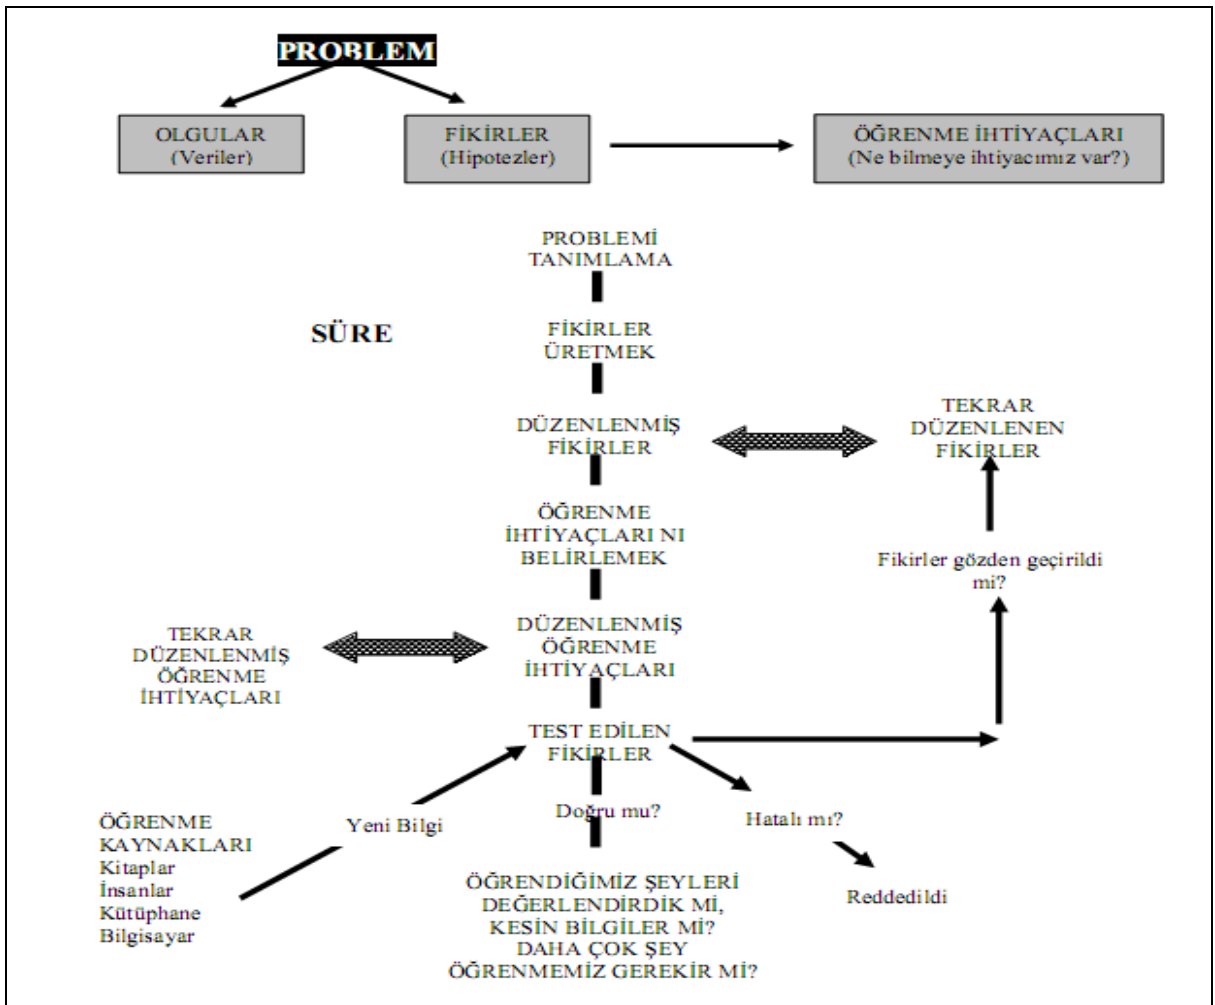 PROBLEM
OLGULAR
(Veriler)
FİKİRLER
(Hipotezler)
ÖĞRENME İHTİYAÇLARI
(Ne bilmeye ihtiyacımız var?)
PROBLEMİ
TANIMLAMA
SÜRE
FİKİRLER
ÜRETMEK
DÜZENLENMİŞ
FİKİRLER
TEKRAR
DÜZENLENEN
FİKİRLER
ÖĞRENME
İHTİYAÇLARI NI
BELİRLEMEK
Fikirler gözden geçirildi
mi?
TEKRAR
DÜZENLENMİŞ
ÖĞRENME
İHTİYAÇLARI
DÜZENLENMİŞ
ÖĞRENME
İHTİYAÇLARI
TEST EDİLEN
FİKİRLER
ÖĞRENME
KAYNAKLARI
Kitaplar
İnsanlar
Kütüphane
Bilgisayar
Yeni Bilgi
Doğru mu?
Hatalı mı?
Reddedildi
ÖĞRENDİĞİMİZ ŞEYLERİ
DEĞERLENDİRDİK Mİ,
KESİN BİLGİLER Mİ?
DAHA ÇOK ŞEY
ÖĞRENMEMİZ GEREKİR Mİ?